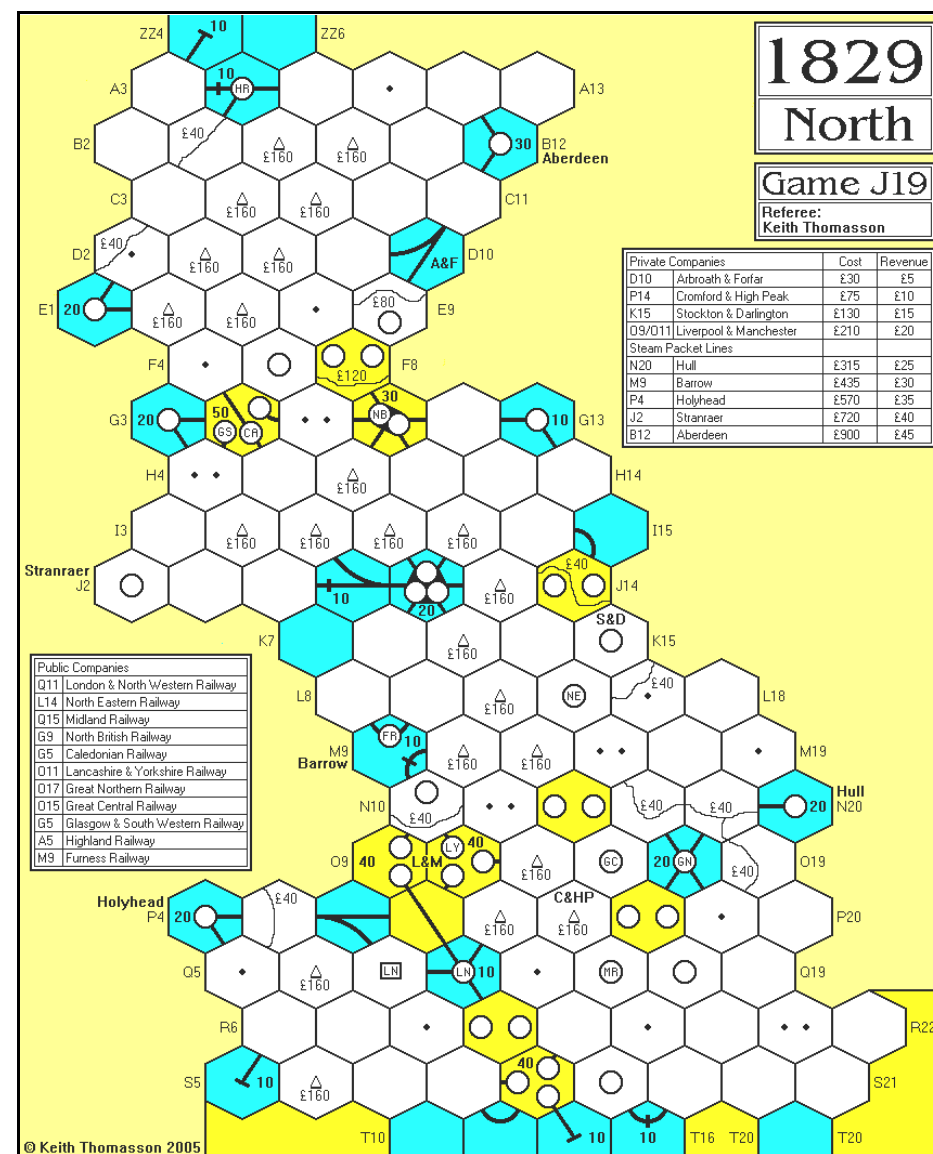 ZZ4 10 ZZ6
1829
North
A3 10 HR A13
B2 £40 £160 £160 30 B12
Aberdeen
Game J19
Referee:
Keith Thomasson
C3 £160 £160 C11
D2 £40 £160 £160 A&F D10
Private Companies Cost Revenue
D10 Arbroath & Forfar £30 £5
P14 Cromford & High Peak £75 £10
K15 Stockton & Darlington £130 £15
O9/O11 Liverpool & Manchester £210 £20
Steam Packet Lines
N20 Hull £315 £25
M9 Barrow £435 £30
P4 Holyhead £570 £35
J2 Stranraer £720 £40
B12 Aberdeen £900 £45
E1 20 £160 £160 £80 E9
F4 £120 F8
G3 20 50 GS CA 30 NB 10 G13
H4 £160 H14
I3 £160 £160 £160 £160 I15
Stranraer
J2 10 20 £160 £40 J14
K7 £160 S&D K15
Public Companies
Q11 London & North Western Railway
L14 North Eastern Railway
Q15 Midland Railway
G9 North British Railway
G5 Caledonian Railway
O11 Lancashire & Yorkshire Railway
O17 Great Northern Railway
O15 Great Central Railway
G5 Glasgow & South Western Railway
A5 Highland Railway
M9 Furness Railway
L8 £160 NE £40 L18
M9 FR 10 £160 £160 M19
Barrow
N10 £40 £40 £40 20 Hull
N20
O9 40 L&M LY 40 £160 GC 20 GN £40 O19
Holyhead
P4 20 £40 £160 C&HP £160 P20
Q5 £160 LN LN 10 MR Q19
R6 R22
S5 10 £160 40 S21
T10 10 10 T16 T20 T20
© Keith Thomasson 2005